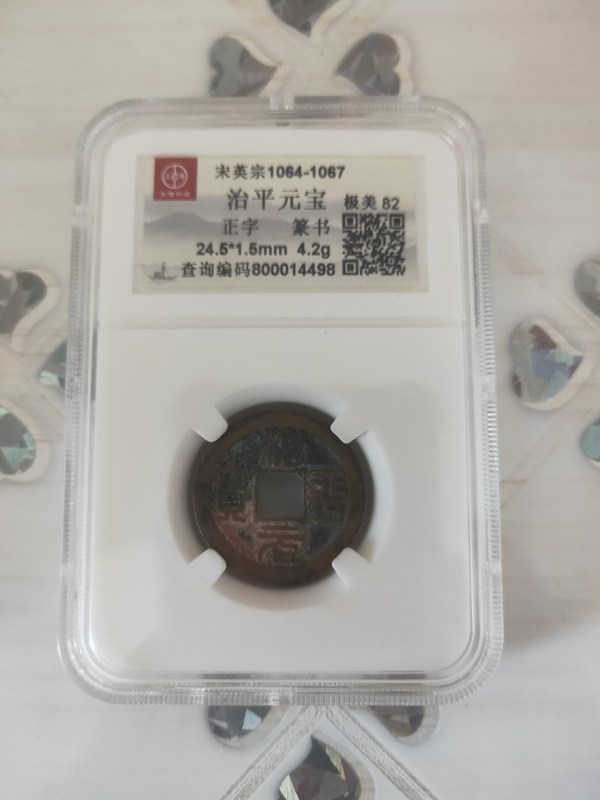 宋英宗1064-1067
治平元宝 极美 82
正字 篆书
24.5*1.5mm 4.2g
查询编码800014498
平
元